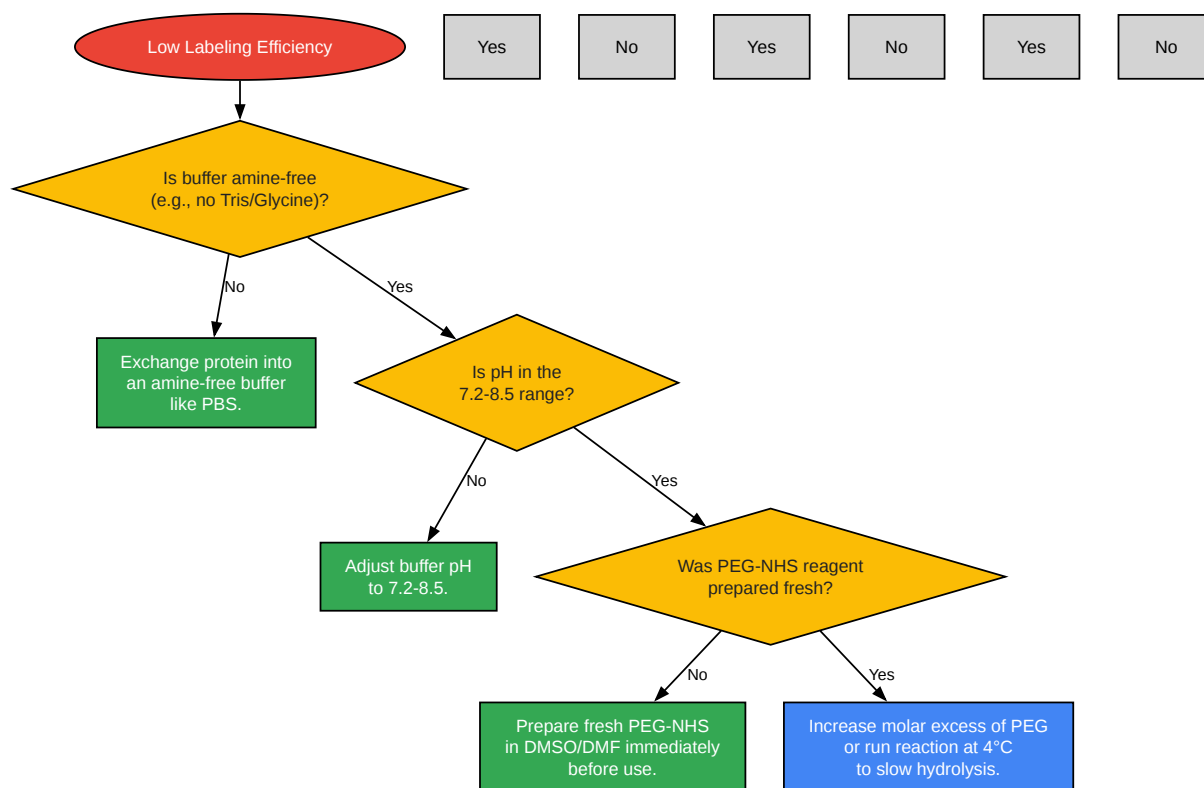 Low Labeling Efficiency
Yes
No
Yes
No
Yes
No
Is buffer amine-free
(e.g., no Tris/Glycine)?
No
Yes
Exchange protein into
an amine-free buffer
like PBS.
Is pH in the
7.2-8.5 range?
No
Yes
Adjust buffer pH
to 7.2-8.5.
Was PEG-NHS reagent
prepared fresh?
No
Yes
Prepare fresh PEG-NHS
in DMSO/DMF immediately
before use.
Increase molar excess of PEG
or run reaction at 4°C
to slow hydrolysis.